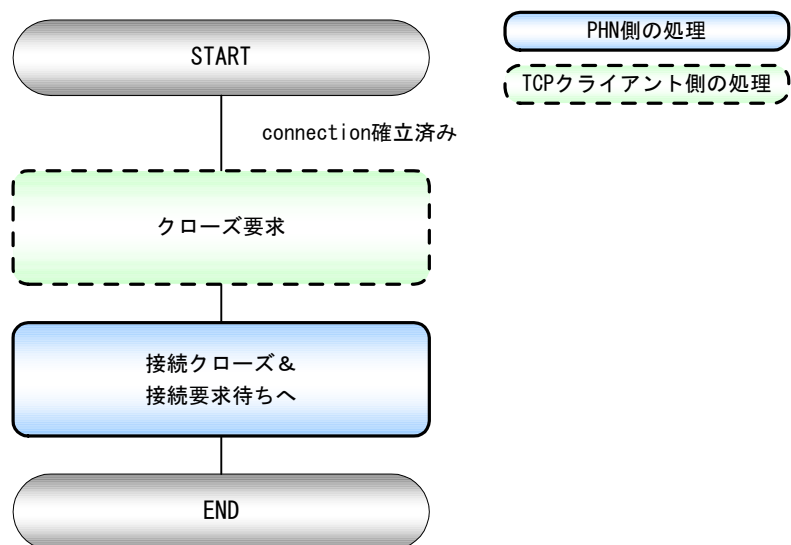 START
PHN側の処理
TCPクライアント側の処理
connection確立済み
クローズ要求
接続クローズ＆
接続要求待ちへ
END